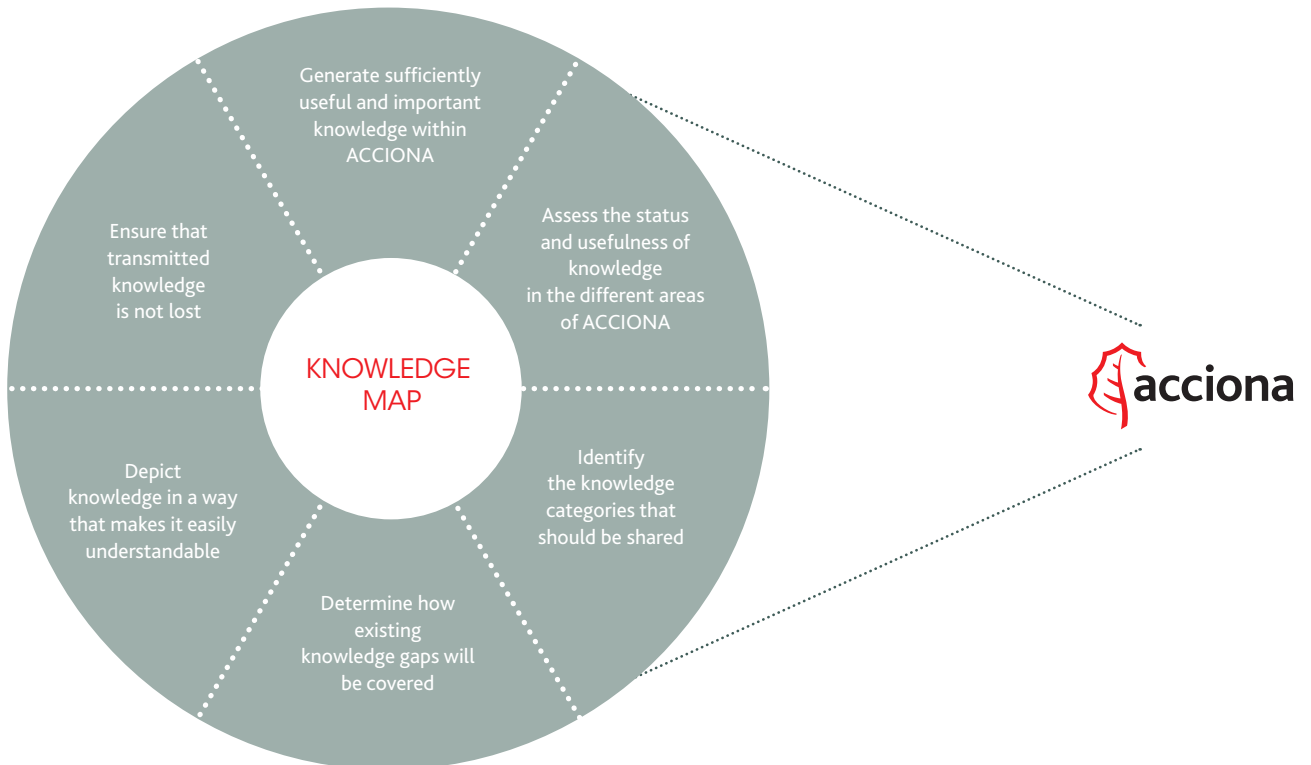 Generate sufficiently
useful and important
knowledge within
ACCIONA
Assess the status
and usefulness of
knowledge
in the different areas
of ACCIONA
Identify
the knowledge
categories that
should be shared
Determine how
existing
knowledge gaps will
be covered
Depict
knowledge in a way
that makes it easily
understandable
Ensure that
transmitted
knowledge
is not lost
KNOWLEDGE
MAP
acciona